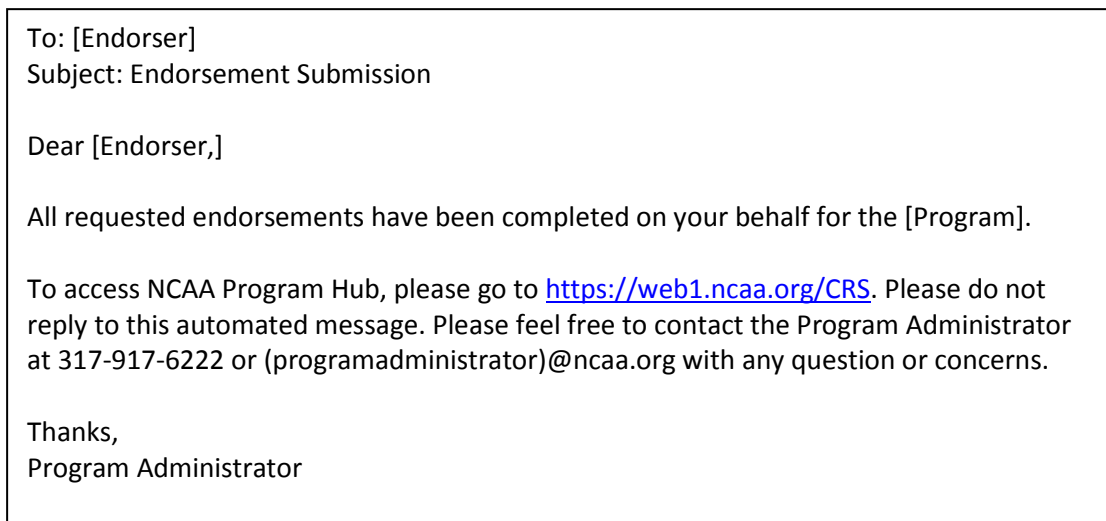 To: [Endorser]
Subject: Endorsement Submission
Dear [Endorser,]
All requested endorsements have been completed on your behalf for the [Program].
To access NCAA Program Hub, please go to https://web1.ncaa.org/CRS. Please do not
reply to this automated message. Please feel free to contact the Program Administrator
at 317-917-6222 or (programadministrator)@ncaa.org with any question or concerns.
Thanks,
Program Administrator